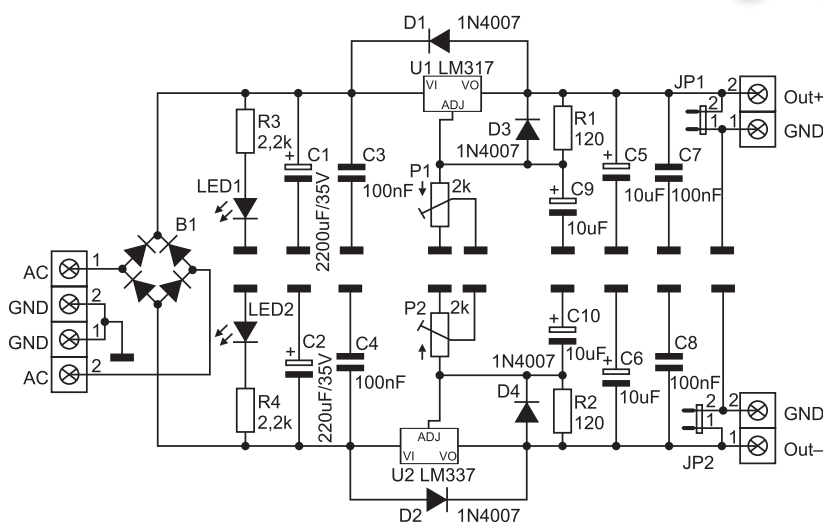 D1 1N4007
U1 LM317
VI VO
ADJ
JP1
2 2 Out+
1 1 GND
R3
2,2k
LED1
+ C1
2200uF/35V
C3
100nF
D3
1N4007
R1
120
P1
2k
+ C9
10uF
+ C5
10uF
C7
100nF
B1
AC 1
GND 2
GND 1
AC 2
LED2
R4
2,2k
+ C2
220uF/35V
C4
100nF
P2
2k
+ C10
10uF
1N4007
D4
R2
120
+ C6
10uF
C8
100nF
ADJ
VI VO
U2 LM337
D2 1N4007
2 2 GND
1 1 Out–
JP2